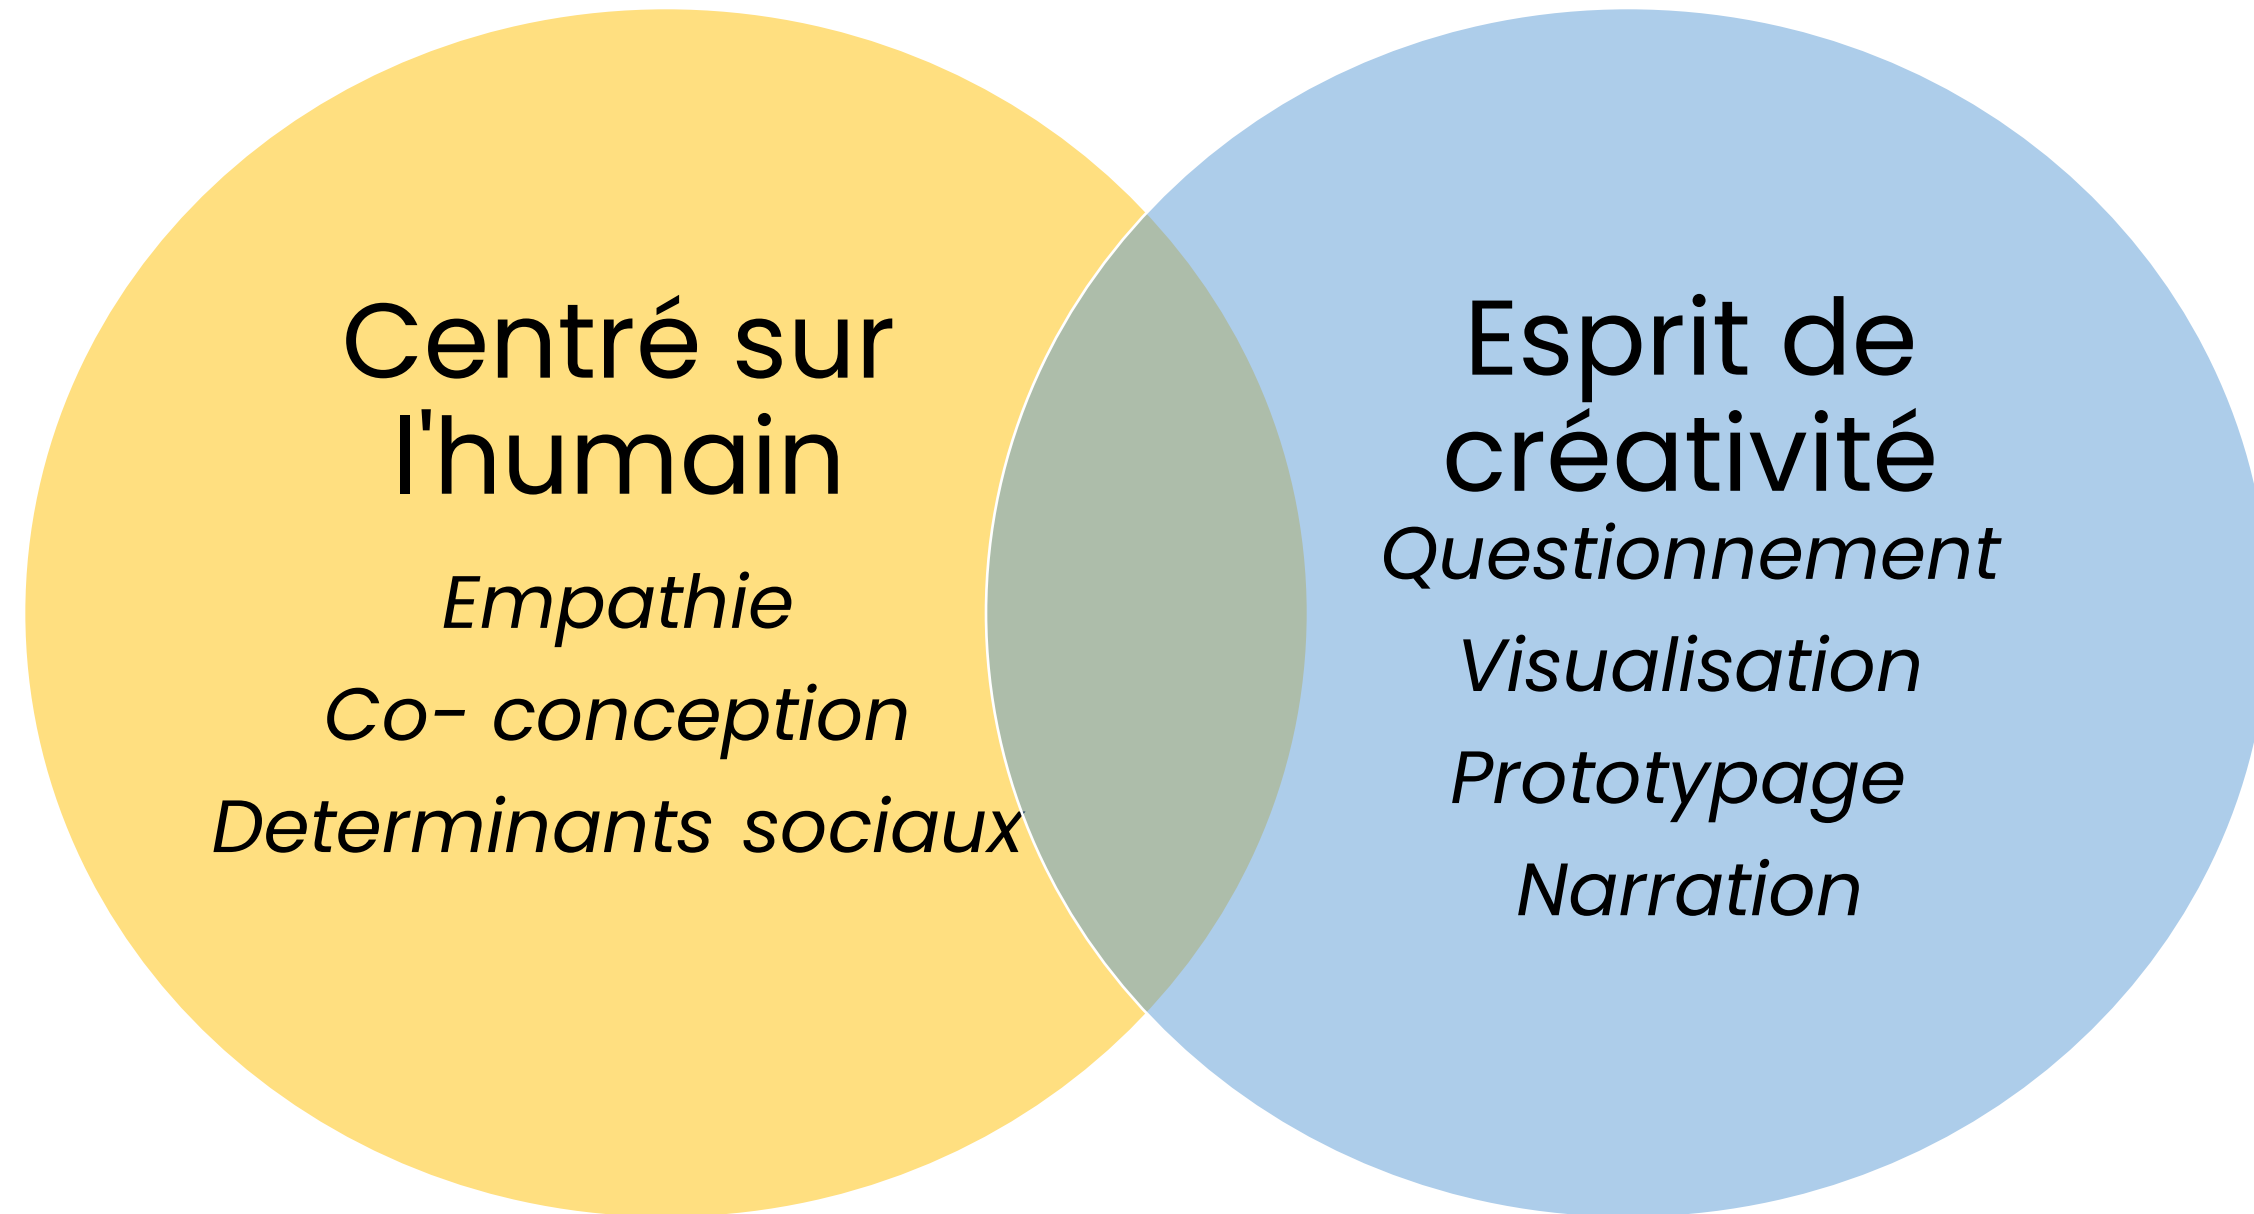 Centré sur
l'humain
Empathie
Co- conception
Determinants sociaux
Esprit de
créativité
Questionnement
Visualisation
Prototypage
Narration